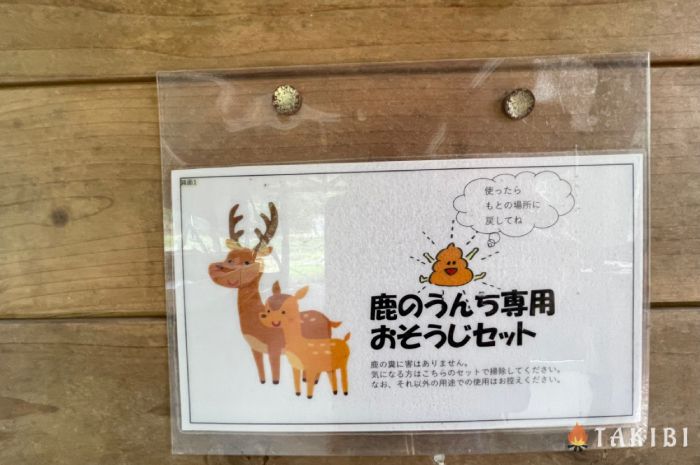 使ったら
もとの場所に
戻してね
鹿のうんち専用
おそうじセット
鹿の糞に害はありません。
気になる方はこちらのセットで掃除してください。
なお、それ以外の用途での使用はお控えください。
TAKIBI